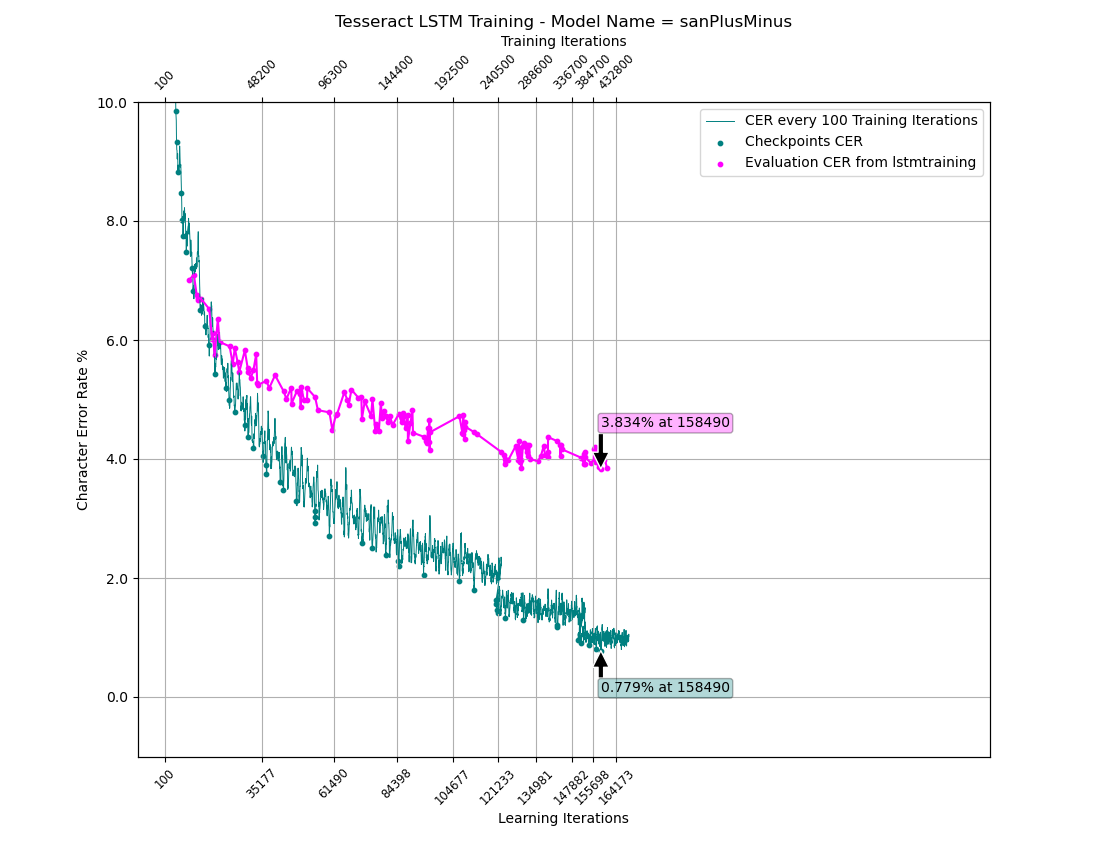 Tesseract LSTM Training - Model Name = sanPlusMinus
Training Iterations
100 48200 96300 144400 192500 240500 288600 336700 384700 432800
10.0
8.0
6.0
4.0
2.0
0.0
Character Error Rate %
CER every 100 Training Iterations
Checkpoints CER
Evaluation CER from lstmtraining
3.834% at 158490
0.779% at 158490
100 35177 61490 84398 104677 121233 134981 147882 155698 164173
Learning Iterations